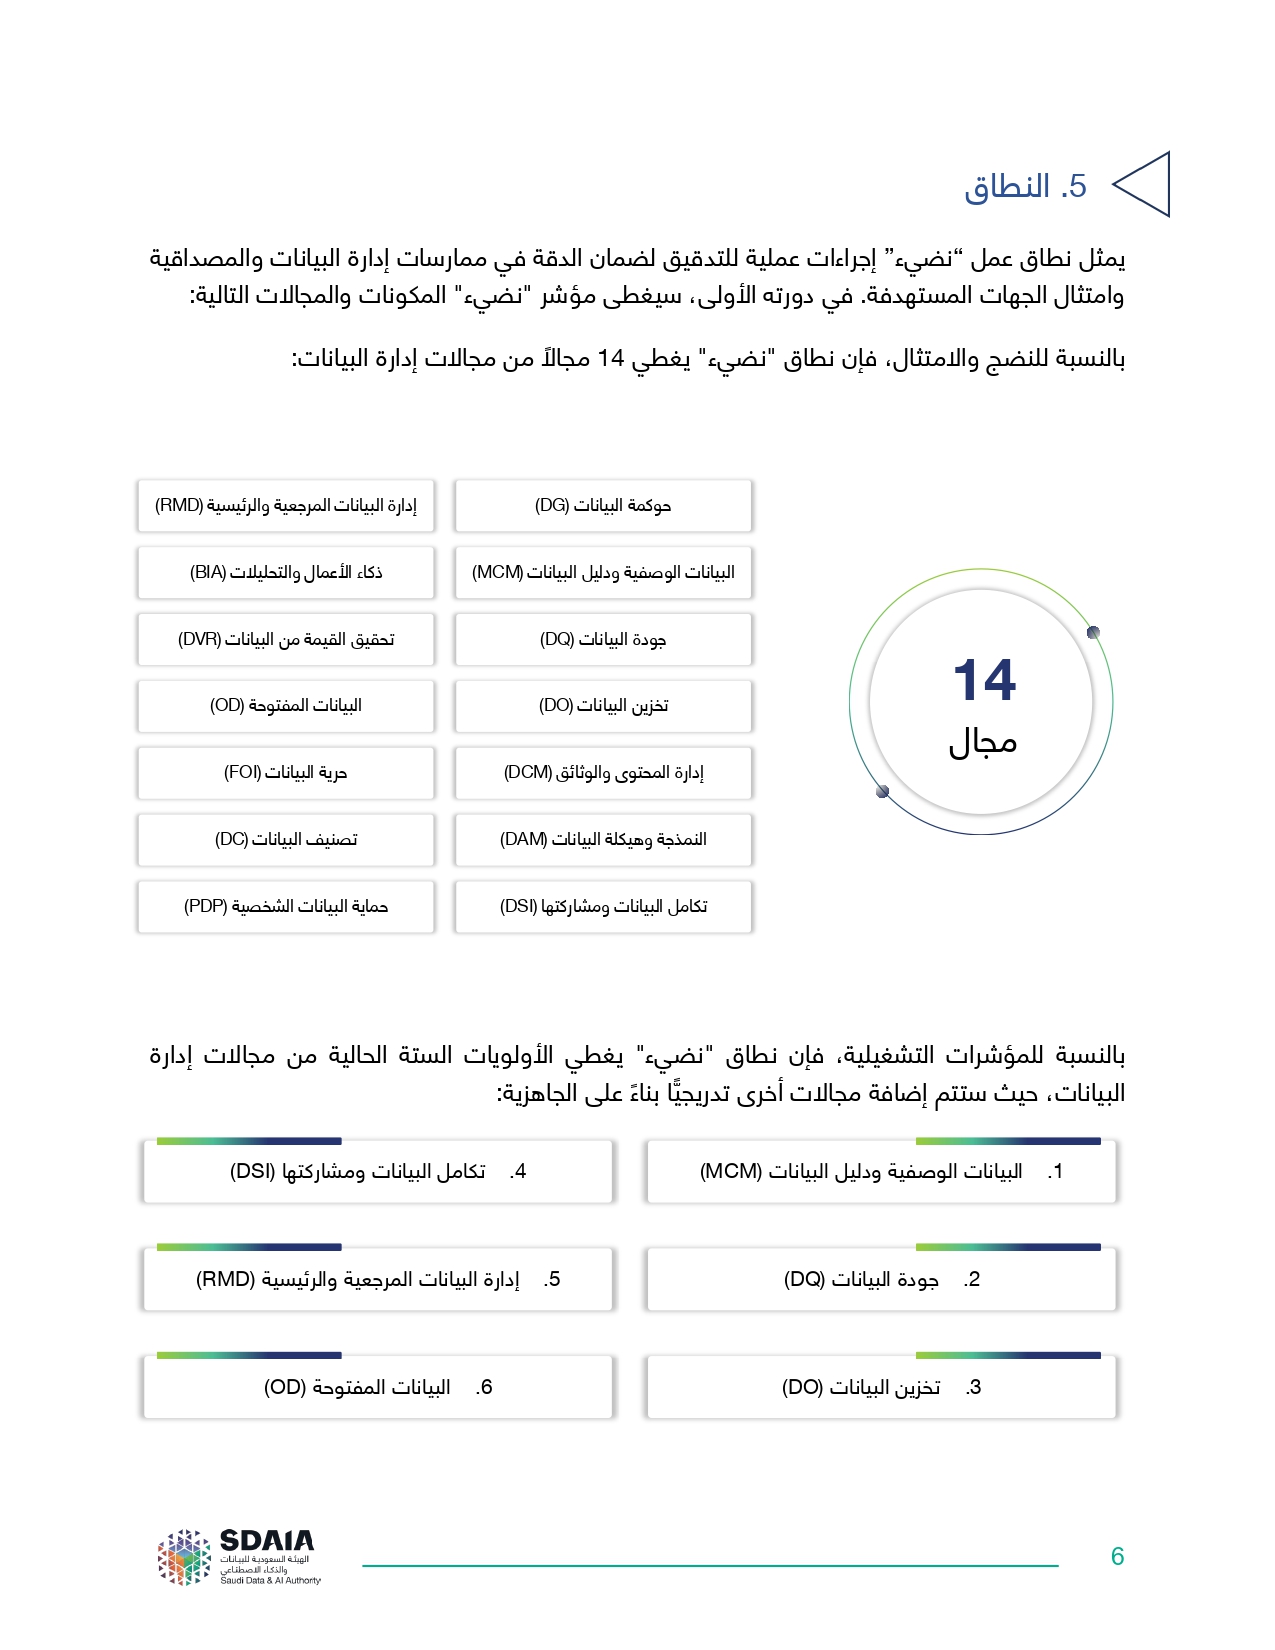 5. النطاق
يمثل نطاق عمل “نضيء” إجراءات عملية للتدقيق لضمان الدقة في ممارسات إدارة البيانات والمصداقية
وامتثال الجهات المستهدفة. في دورته الأولى، سيغطى مؤشر "نضيء" المكونات والمجالات التالية:
بالنسبة للنضج والامتثال، فإن نطاق "نضيء" يغطي 14 مجالاً من مجالات إدارة البيانات:
14
مجال
حوكمة البيانات (DG)
البيانات الوصفية ودليل البيانات (MCM)
جودة البيانات (DQ)
تخزين البيانات (DO)
إدارة المحتوى والوثائق (DCM)
النمذجة وهيكلة البيانات (DAM)
تكامل البيانات ومشاركتها (DSI)
إدارة البيانات المرجعية والرئيسية (RMD)
ذكاء الأعمال والتحليلات (BIA)
تحقيق القيمة من البيانات (DVR)
البيانات المفتوحة (OD)
حرية البيانات (FOI)
تصنيف البيانات (DC)
حماية البيانات الشخصية (PDP)
بالنسبة للمؤشرات التشغيلية، فإن نطاق "نضيء" يغطي الأولويات الستة الحالية من مجالات إدارة
البيانات، حيث ستتم إضافة مجالات أخرى تدريجيًّا بناءً على الجاهزية:
1. البيانات الوصفية ودليل البيانات (MCM)
2. جودة البيانات (DQ)
3. تخزين البيانات (DO)
4. تكامل البيانات ومشاركتها (DSI)
5. إدارة البيانات المرجعية والرئيسية (RMD)
6. البيانات المفتوحة (OD)
6
SDAIA
الهيئة السعودية للبيانات
والذكاء الاصطناعي
Saudi Data & AI Authority